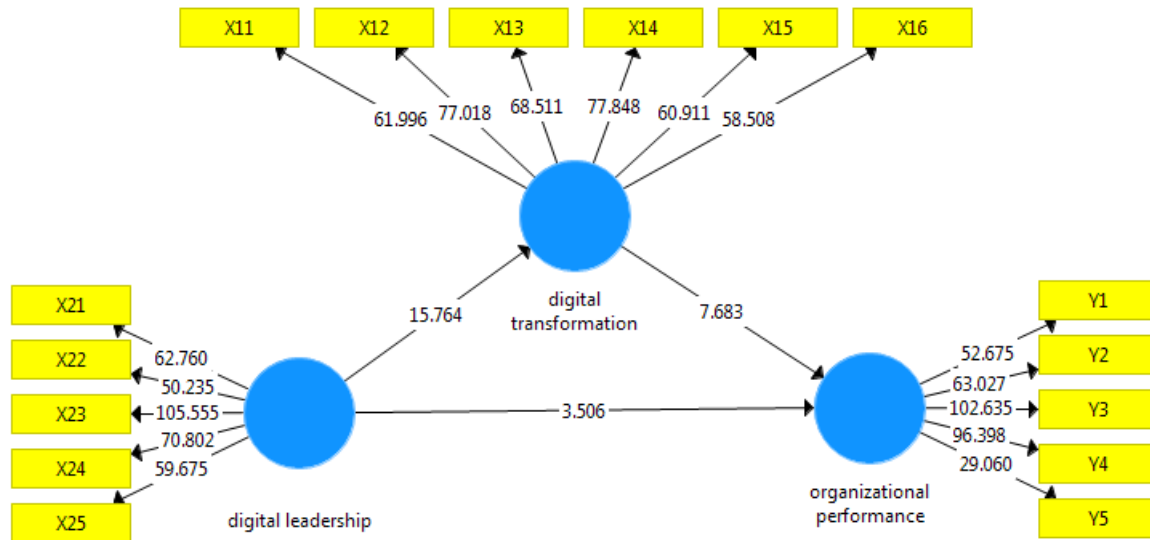 X11
X12
X13
X14
X15
X16
61.996
77.018
68.511
77.848
60.911
58.508
digital
transformation
15.764
7.683
3.506
X21
X22
X23
X24
X25
62.760
50.235
105.555
70.802
59.675
digital leadership
Y1
Y2
Y3
Y4
Y5
52.675
63.027
102.635
96.398
29.060
organizational
performance